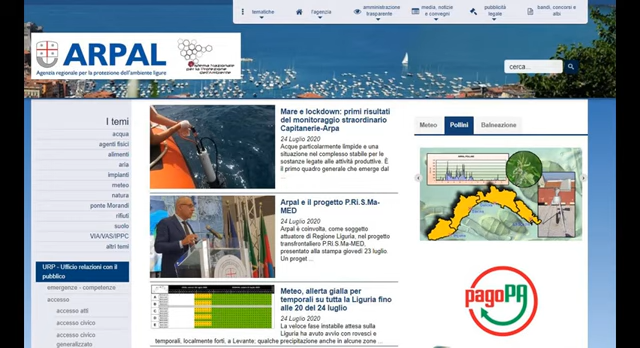 tematiche
l'agenzia
amministrazione
trasparente
media, notizie
e convegni
pubblicità
legale
bandi, concorsi e
albi
ARPAL
Agenzia regionale per la protezione dell'ambiente ligure
Sistema Nazionale
per la Protezione
dell'Ambiente
cerca...
I temi
acqua
agenti fisici
alimenti
aria
impianti
meteo
natura
ponte Morandi
rifiuti
suolo
VIA/VAS/IPPC
altri temi
URP - Ufficio relazioni con il
pubblico
emergenze - competenze
accesso
accesso atti
accesso civico
accesso civico
generalizzato
Mare e lockdown: primi risultati
del monitoraggio straordinario
Capitanerie-Arpa
24 Luglio 2020
Acque particolarmente limpide e una
situazione nel complesso stabile per le
sostanze legate alle attività produttive. È
il primo quadro generale che emerge dal
...
Arpal e il progetto P.Ri.S.Ma-
MED
24 Luglio 2020
Arpal è coinvolta, come soggetto
attuatore di Regione Liguria, nel progetto
transfrontaliero P.RI.S.MA-MED,
presentato alla stampa giovedì 23 luglio.
Un proget ...
Meteo, allerta gialla per
temporali su tutta la Liguria fino
alle 20 del 24 luglio
24 Luglio 2020
La veloce fase instabile attesa sulla
Liguria ha avuto avvio con rovesci e
temporali, localmente forti, a Levante; qualche precipitazione anche in alcune zone ...
Meteo
Pollini
Balneazione
pagoPA